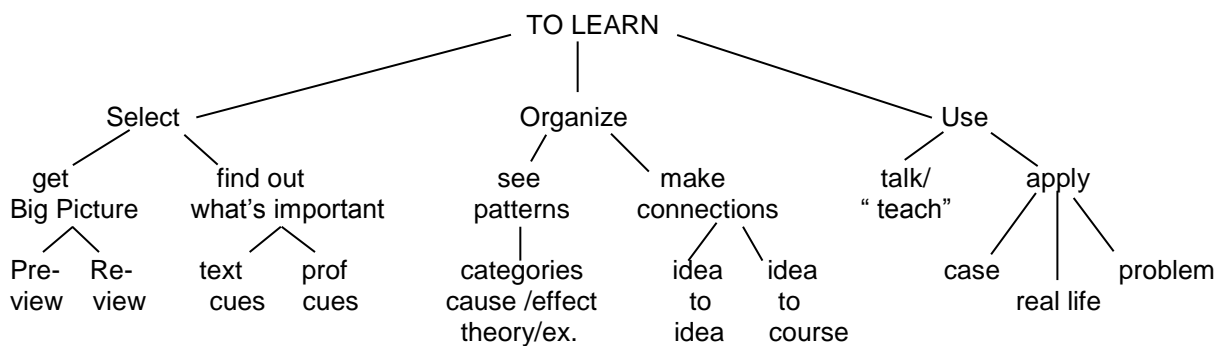 TO LEARN
Select Organize Use
get find out see make talk/ apply
Big Picture what's important patterns connections “ teach”
Pre- Re- text prof categories idea idea case problem
view view cues cues cause /effect to to real life
theory/ex. idea course